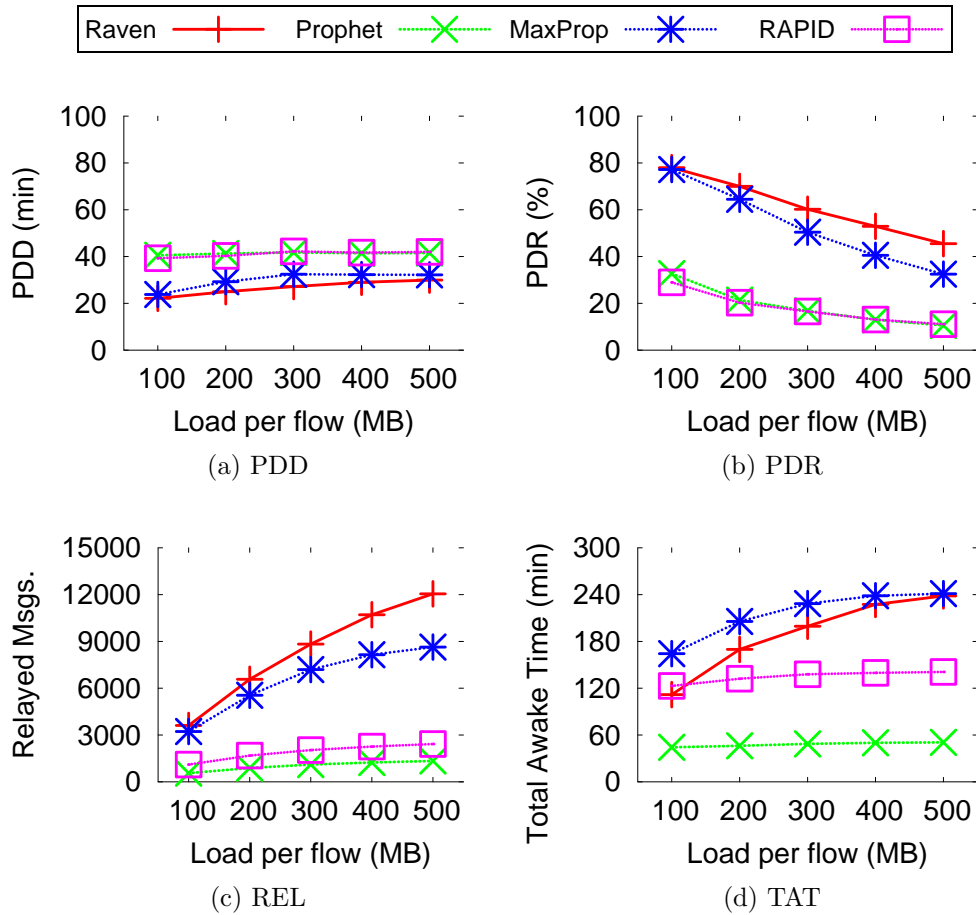 Raven Prophet MaxProp RAPID
PDD (min)
100
80
60
40
20
0
100 200 300 400 500
Load per flow (MB)
(a) PDD
PDR (%)
100
80
60
40
20
0
100 200 300 400 500
Load per flow (MB)
(b) PDR
Relayed Msgs.
15000
12000
9000
6000
3000
0
100 200 300 400 500
Load per flow (MB)
(c) REL
Total Awake Time (min)
300
240
180
120
60
0
100 200 300 400 500
Load per flow (MB)
(d) TAT